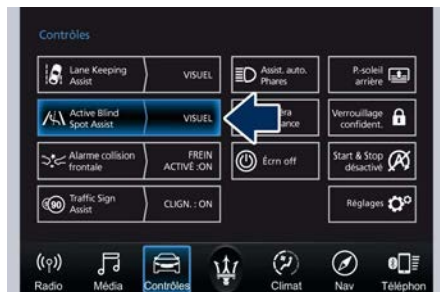 Contrôles
Lane Keeping
Assist
VISUEL
Assist. auto.
Phares
P.-soleil
arrière
Active Blind
Spot Assist
VISUEL
Verrouillage
confident.
Alarme collision
frontale
FREIN
ACTIVÉ :ON
Écrn off
Start & Stop
désactivé
90
Traffic Sign
Assist
CLIGN. : ON
Réglages
Radio
Média
Contrôles
Climat
Nav
Téléphon